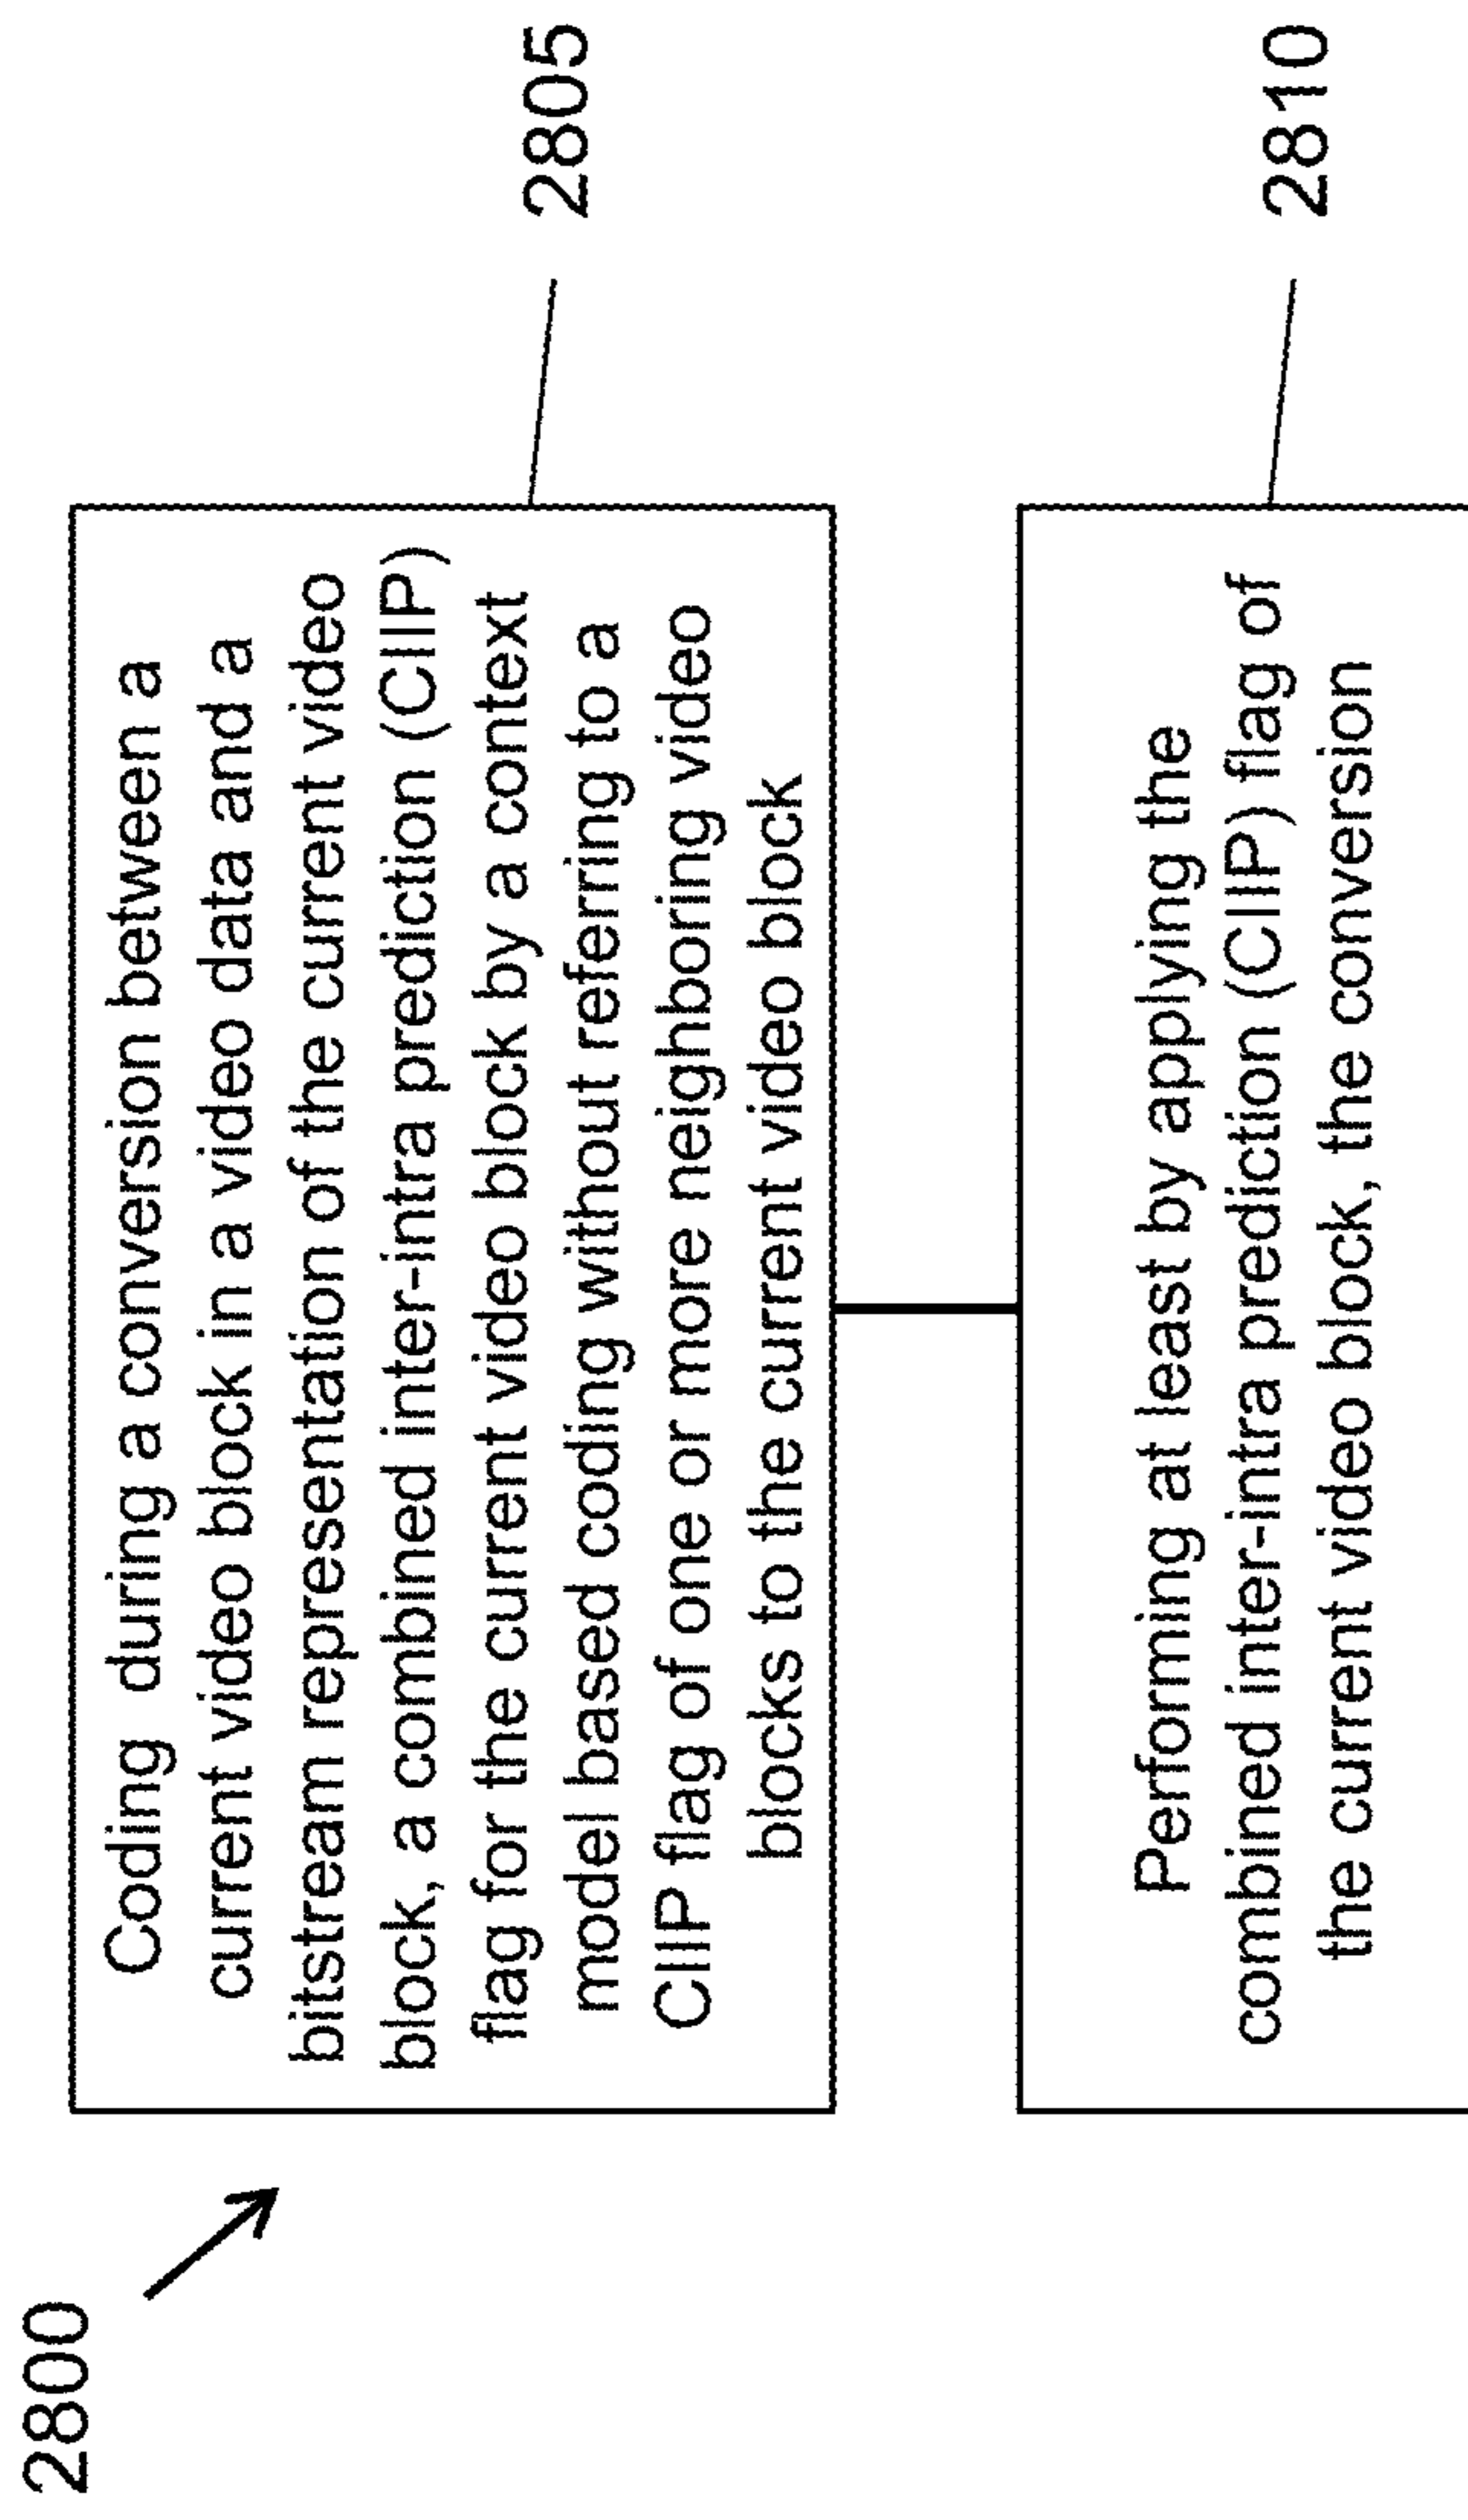 2800
Coding during a conversion between a
current video block in a video data and a
bitstream representation of the current video
block, a combined inter-intra prediction (CIIP)
flag for the current video block by a context
model based coding without referring to a
CIIP flag of one or more neighboring video
blocks to the current video block
2805
Performing at least by applying the
combined inter-intra prediction (CIIP) flag of
the current video block, the conversion
2810